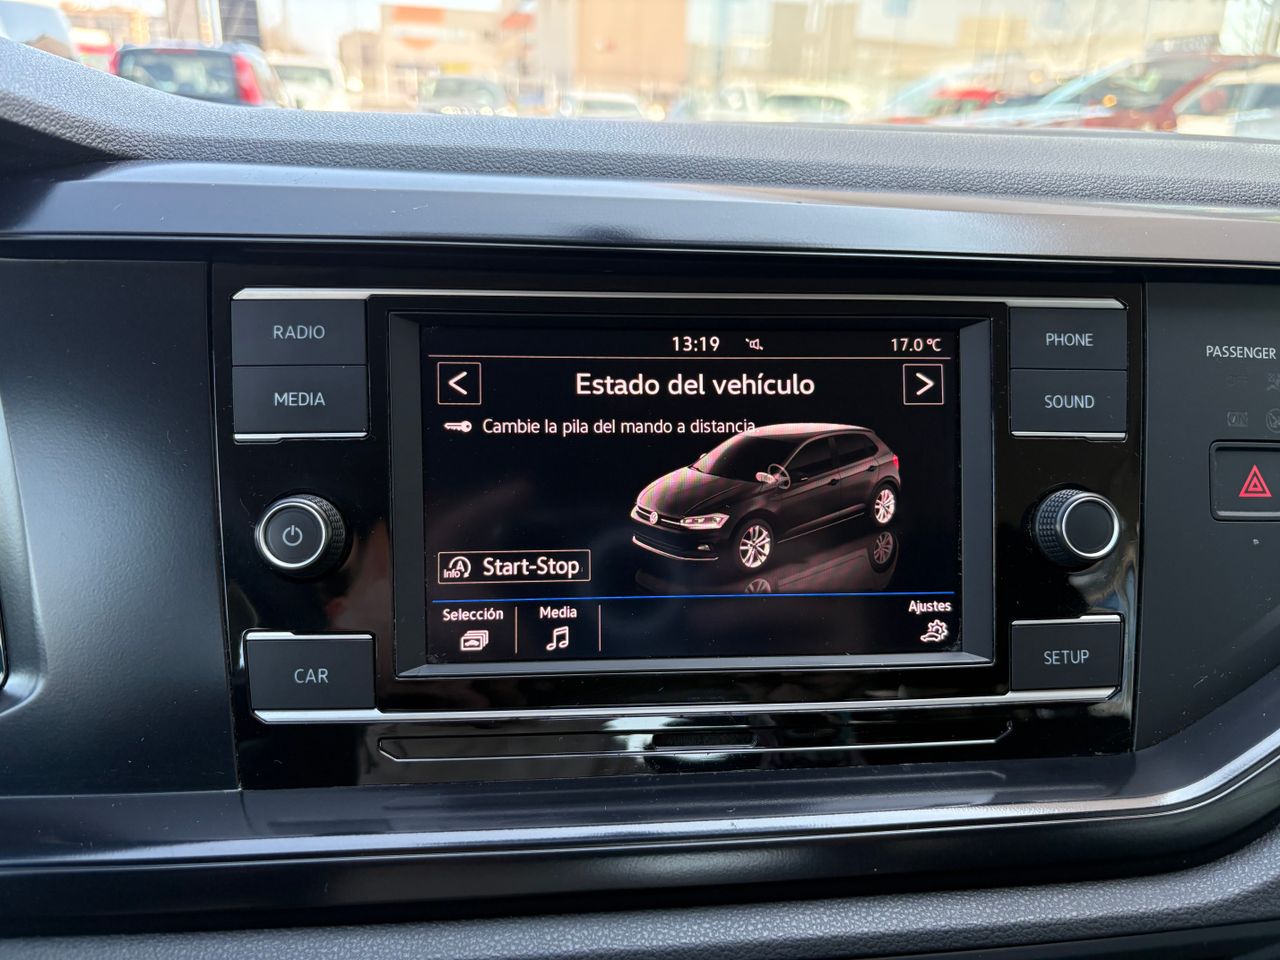 RADIO
MEDIA
CAR
13:19
17.0 °C
Estado del vehículo
Cambie la pila del mando a distancia.
A
Info
Start-Stop
Selección
Media
Ajustes
PHONE
SOUND
SETUP
PASSENGER